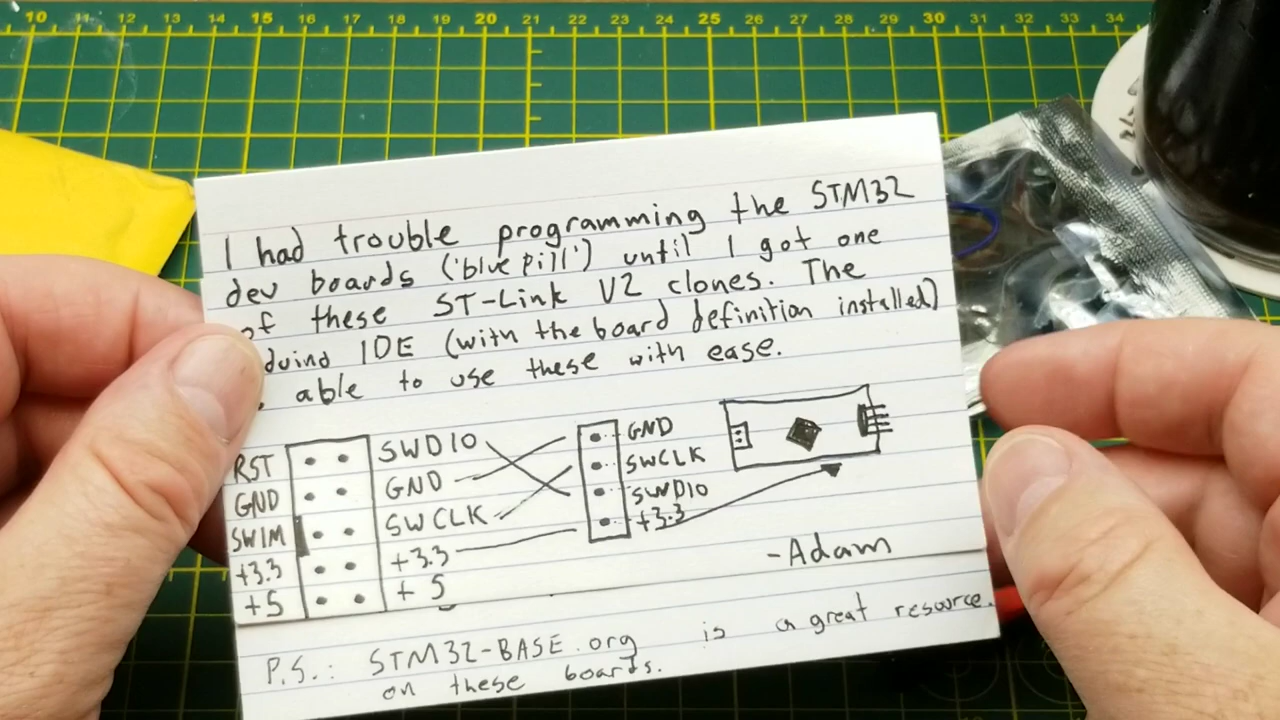 10 11 12 13 14 15 16 17 18 19 20 21 22 23 24 25 26 27 28 29 30 31 32 33 34
I had trouble programming the STM32
dev boards ('blue pill') until I got one
of these ST-Link V2 clones. The
duino IDE (with the board definition installed)
able to use these with ease.
RST SWDIO GND
GND GND SWCLK
SWIM SWCLK SWDIO
+3.3 +3.3 +3.3
+5 +5
-Adam
P.S.: STM32-BASE.org is a great resource.
on these boards.